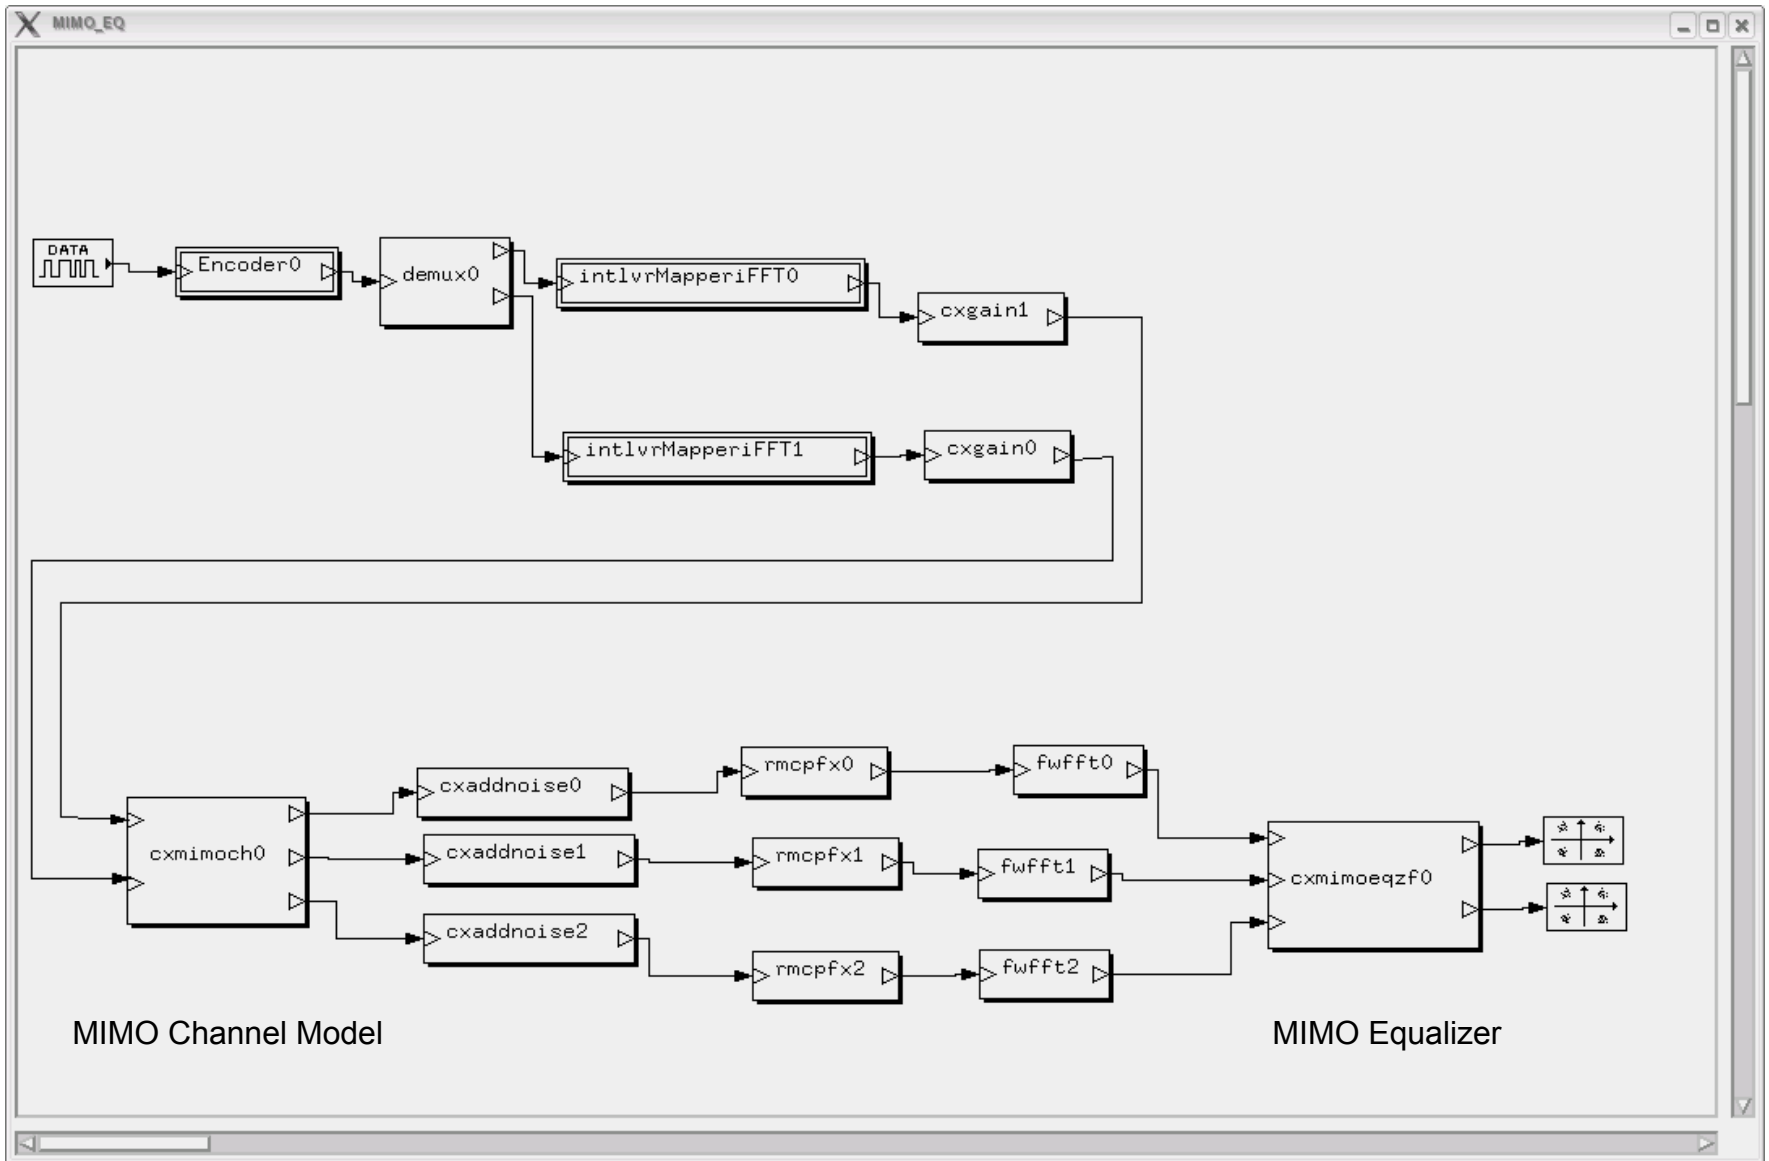 MIMO_EQ
DATA
Encoder0
demux0
intlvrMapperiFFT0
cxgain1
intlvrMapperiFFT1
cxgain0
cxmimoch0
cxaddnoise0
rmcpfx0
fwfft0
cxaddnoise1
rmcpfx1
fwfft1
cxmimoeqzf0
cxaddnoise2
rmcpfx2
fwfft2
MIMO Channel Model
MIMO Equalizer